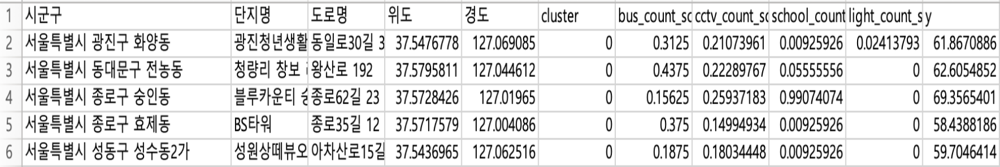 1 시군구 단지명 도로명 위도 경도 cluster bus_count_sc cctv_count_sc school_count light_count_s y
2 서울특별시 광진구 화양동 광진청년생활 동일로30길 3 37.5476778 127.069085 0 0.3125 0.21073961 0.00925926 0.02413793 61.8670886
3 서울특별시 동대문구 전농동 청량리 창보 왕산로 192 37.5795811 127.044612 0 0.4375 0.22289767 0.05555556 0 62.6054852
4 서울특별시 종로구 숭인동 블루카운티 숭 종로62길 23 37.5728426 127.01965 0 0.15625 0.25937183 0.99074074 0 69.3565401
5 서울특별시 종로구 효제동 BS타워 종로35길 12 37.5717579 127.004086 0 0.375 0.14994934 0.00925926 0 58.4388186
6 서울특별시 성동구 성수동2가 성원상떼뷰오 아차산로15길 37.5436965 127.062516 0 0.1875 0.18034448 0.00925926 0 59.7046414